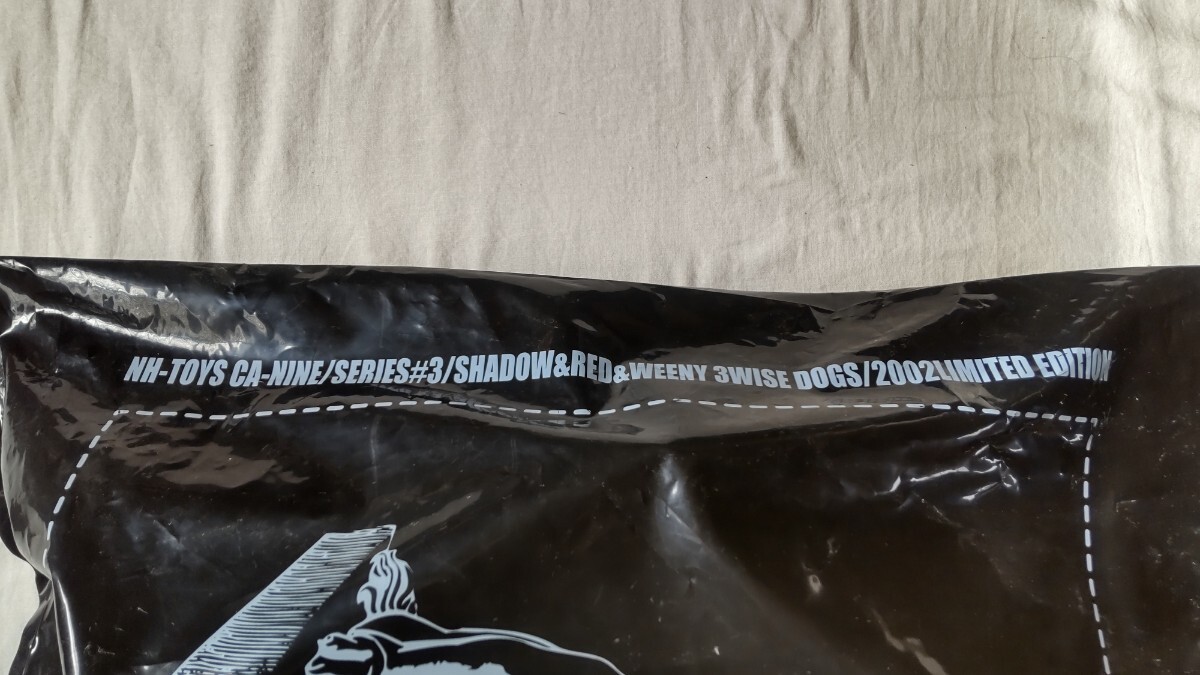 NH-TOYS CA-NINE/SERIES#3/SHADOW&RED&WEENY 3WISE DOGS/2002LIMITED EDITION